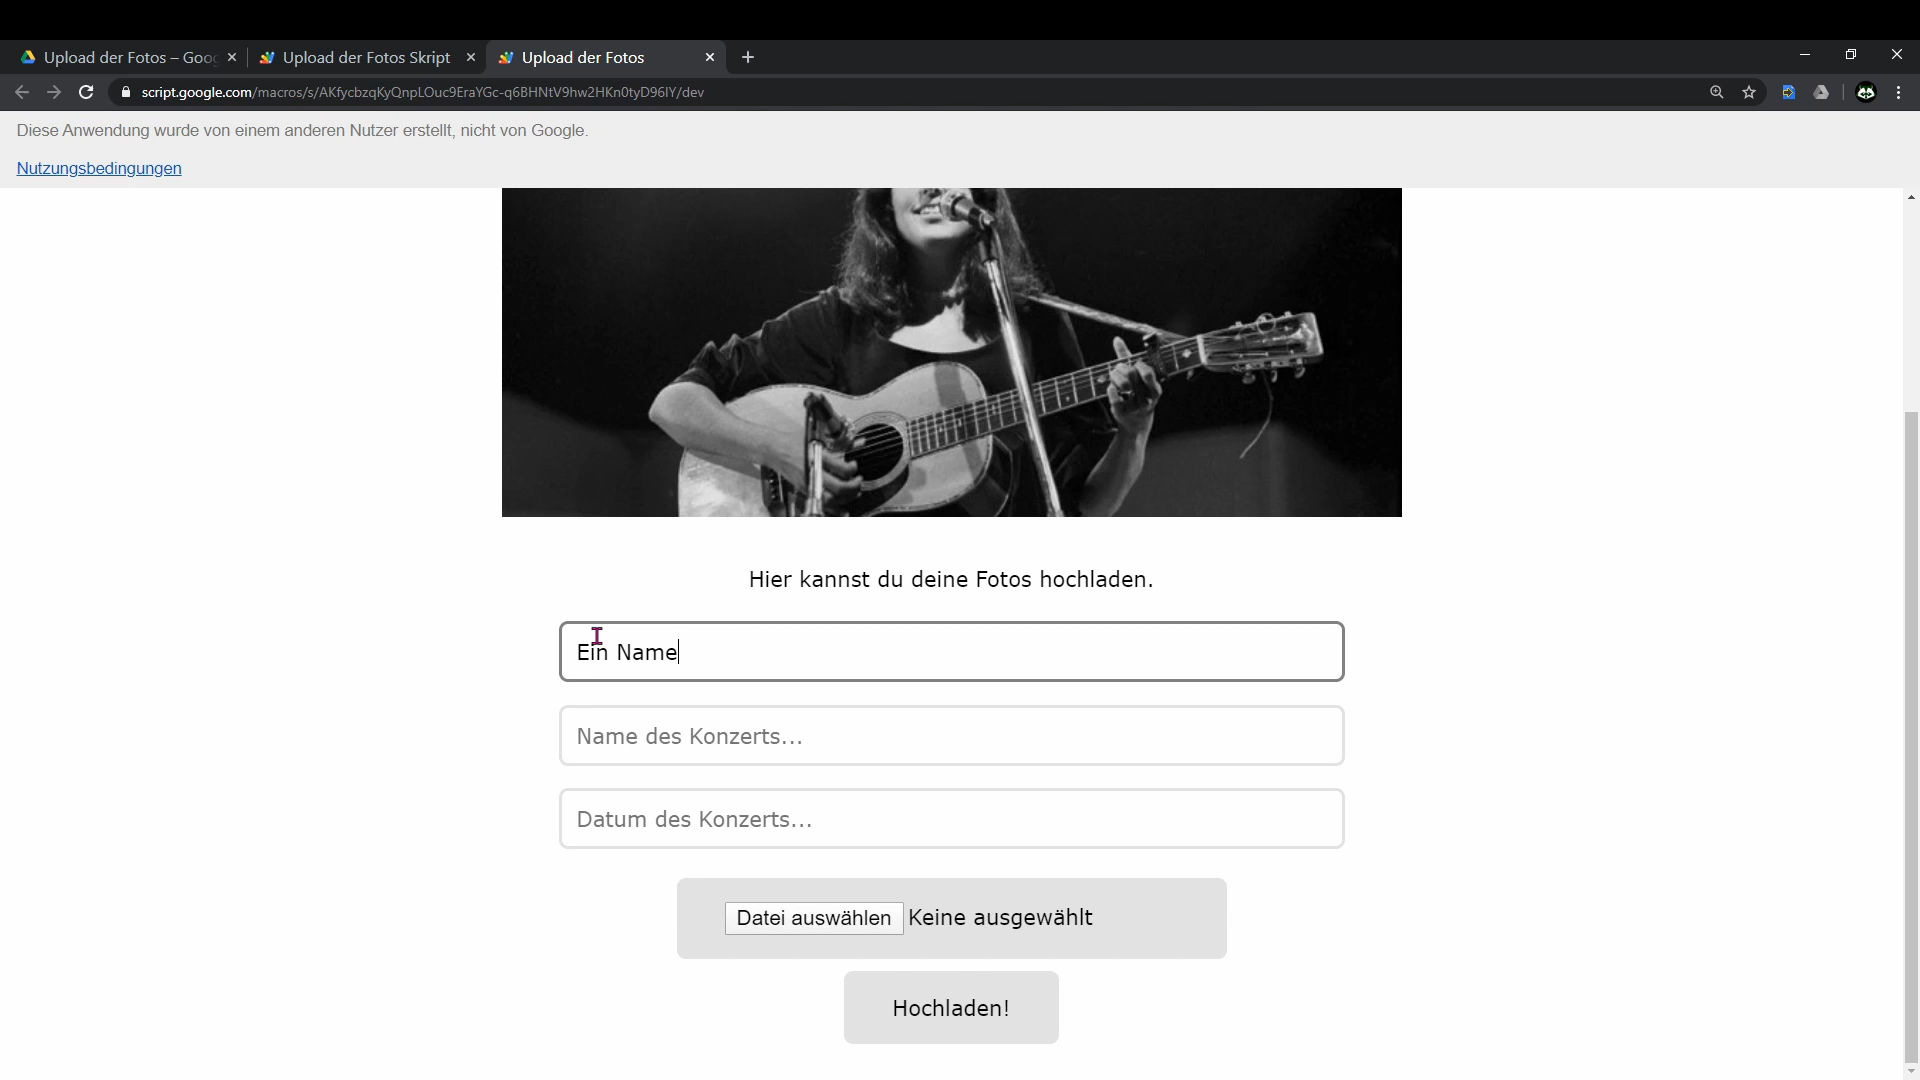 Upload der Fotos – Goo
Upload der Fotos Skript
Upload der Fotos
script.google.com/macros/s/AKfycbzqKyQnpLOuc9EraYGc-q6BHNtV9hw2HKn0tyD96IY/dev
Diese Anwendung wurde von einem anderen Nutzer erstellt, nicht von Google.
Nutzungsbedingungen
Hier kannst du deine Fotos hochladen.
Ein Name
Name des Konzerts...
Datum des Konzerts...
Datei auswählen Keine ausgewählt
Hochladen!